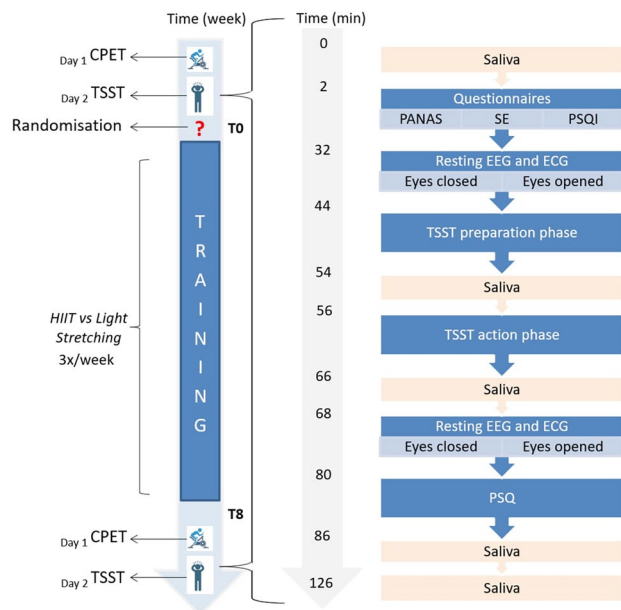 Time (week)
Day 1 CPET
Day 2 TSST
Randomisation
?
T0
TRAINING
HIIT vs Light
Stretching
3x/week
T8
Day 1 CPET
Day 2 TSST
Time (min)
0
2
32
44
54
56
66
68
80
86
126
Saliva
Questionnaires
PANAS SE PSQI
Resting EEG and ECG
Eyes closed Eyes opened
TSST preparation phase
Saliva
TSST action phase
Saliva
Resting EEG and ECG
Eyes closed Eyes opened
PSQ
Saliva
Saliva